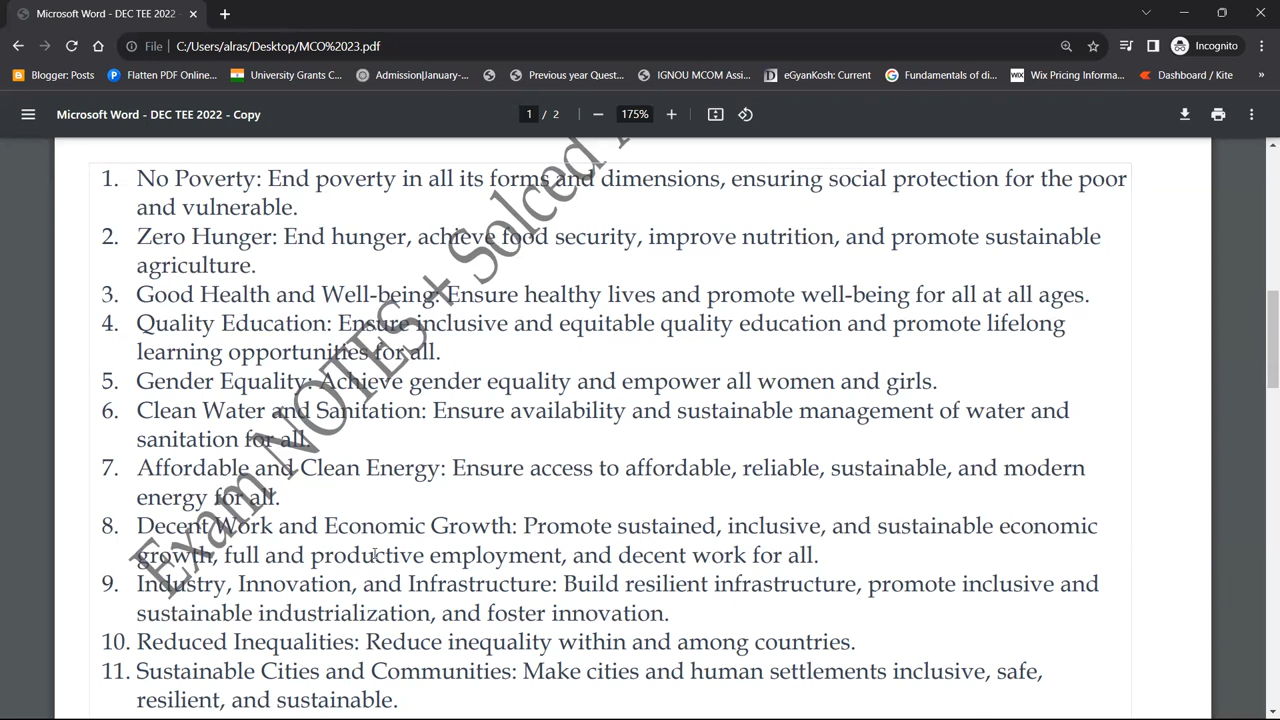 Microsoft Word - DEC TEE 2022 -
File C:/Users/alras/Desktop/MCO%2023.pdf Incognito
Blogger: Posts Flatten PDF Online... University Grants C... Admission|January-... Previous year Quest... IGNOU MCOM Assi... eGyanKosh: Current Fundamentals of di... Wix Pricing Informa... Dashboard / Kite »
Microsoft Word - DEC TEE 2022 - Copy 1 / 2 175%
1. No Poverty: End poverty in all its forms and dimensions, ensuring social protection for the poor
and vulnerable.
2. Zero Hunger: End hunger, achieve food security, improve nutrition, and promote sustainable
agriculture.
3. Good Health and Well-being: Ensure healthy lives and promote well-being for all at all ages.
4. Quality Education: Ensure inclusive and equitable quality education and promote lifelong
learning opportunities for all.
5. Gender Equality: Achieve gender equality and empower all women and girls.
6. Clean Water and Sanitation: Ensure availability and sustainable management of water and
sanitation for all.
7. Affordable and Clean Energy: Ensure access to affordable, reliable, sustainable, and modern
energy for all.
8. Decent Work and Economic Growth: Promote sustained, inclusive, and sustainable economic
growth, full and productive employment, and decent work for all.
9. Industry, Innovation, and Infrastructure: Build resilient infrastructure, promote inclusive and
sustainable industrialization, and foster innovation.
10. Reduced Inequalities: Reduce inequality within and among countries.
11. Sustainable Cities and Communities: Make cities and human settlements inclusive, safe,
resilient, and sustainable.
Exam NOTES + Solced